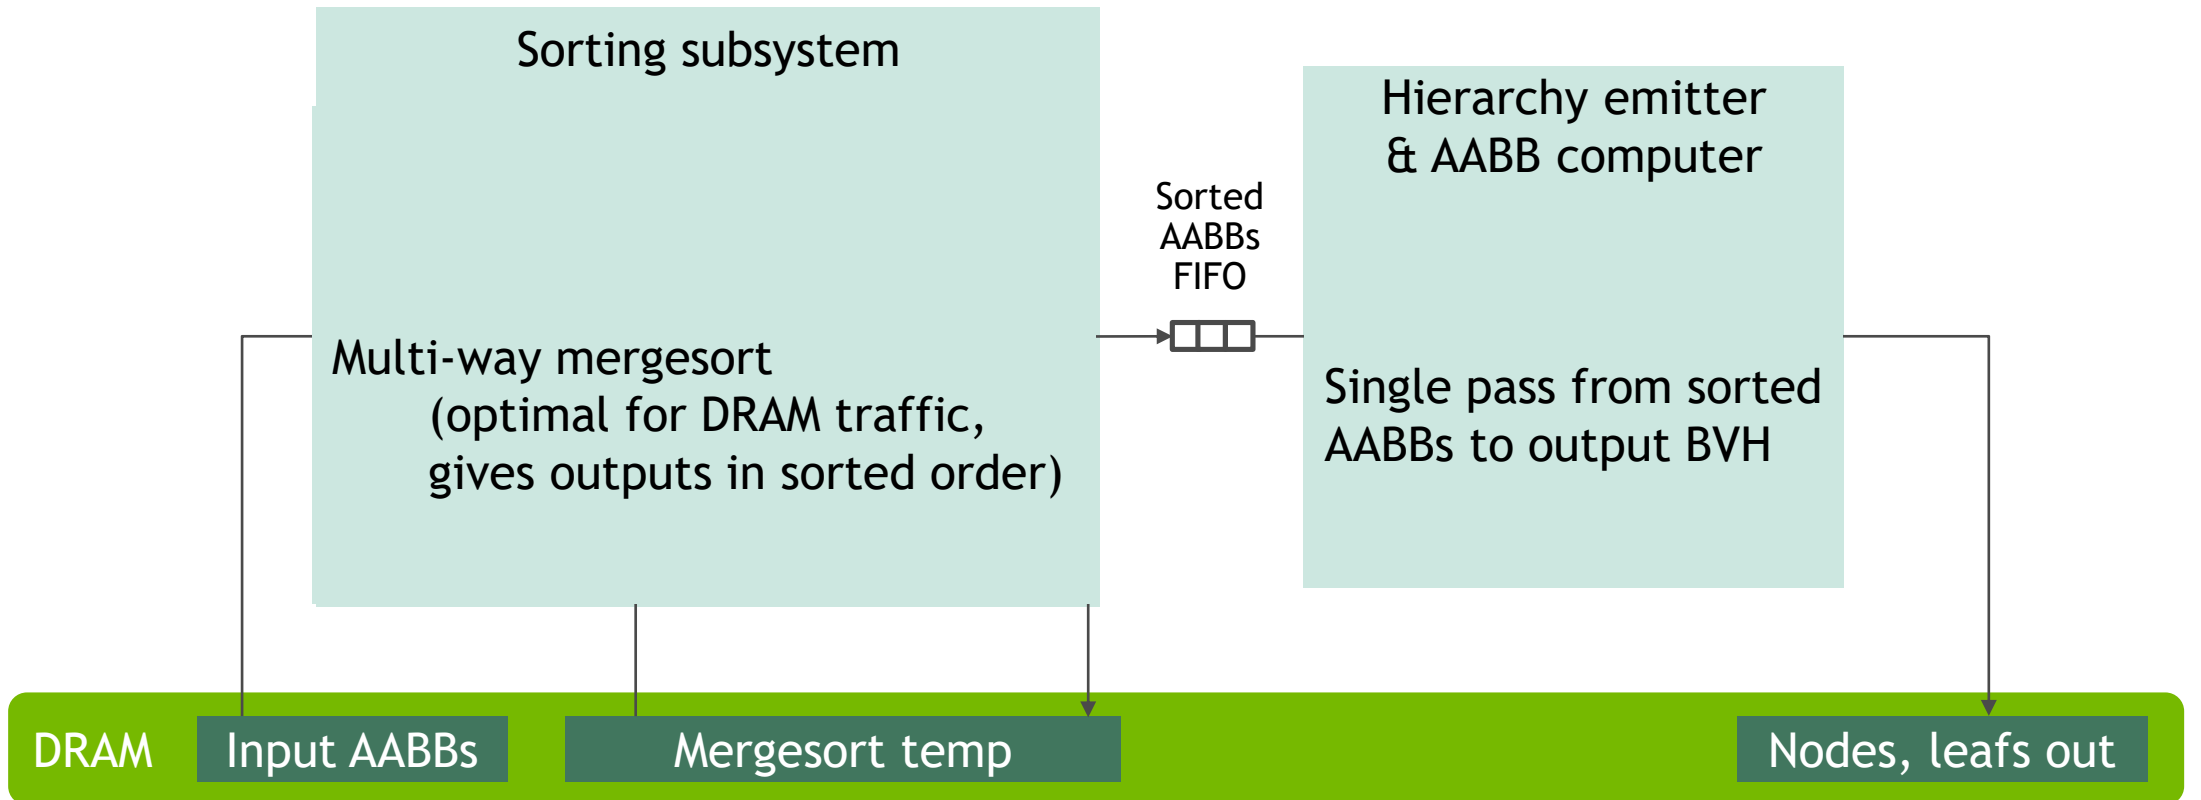 Sorting subsystem
Multi-way mergesort
(optimal for DRAM traffic,
gives outputs in sorted order)
Sorted
AABBs
FIFO
Hierarchy emitter
& AABB computer
Single pass from sorted
AABBs to output BVH
DRAM
Input AABBs
Mergesort temp
Nodes, leafs out